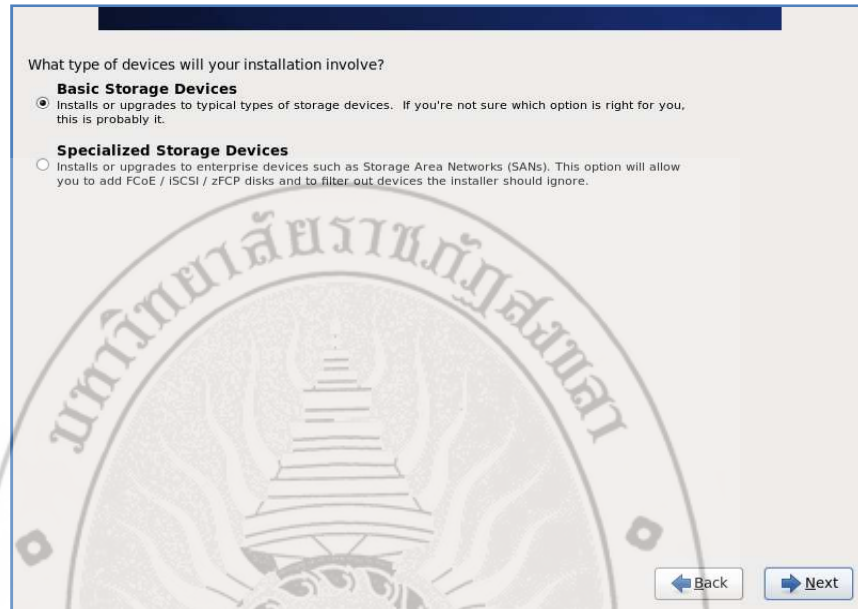 What type of devices will your installation involve?
Basic Storage Devices
Installs or upgrades to typical types of storage devices. If you're not sure which option is right for you,
this is probably it.
Specialized Storage Devices
Installs or upgrades to enterprise devices such as Storage Area Networks (SANs). This option will allow
you to add FCoE / iSCSI / zFCP disks and to filter out devices the installer should ignore.
มหาวิทยาลัยราชภัฏสงขลา
Back
Next